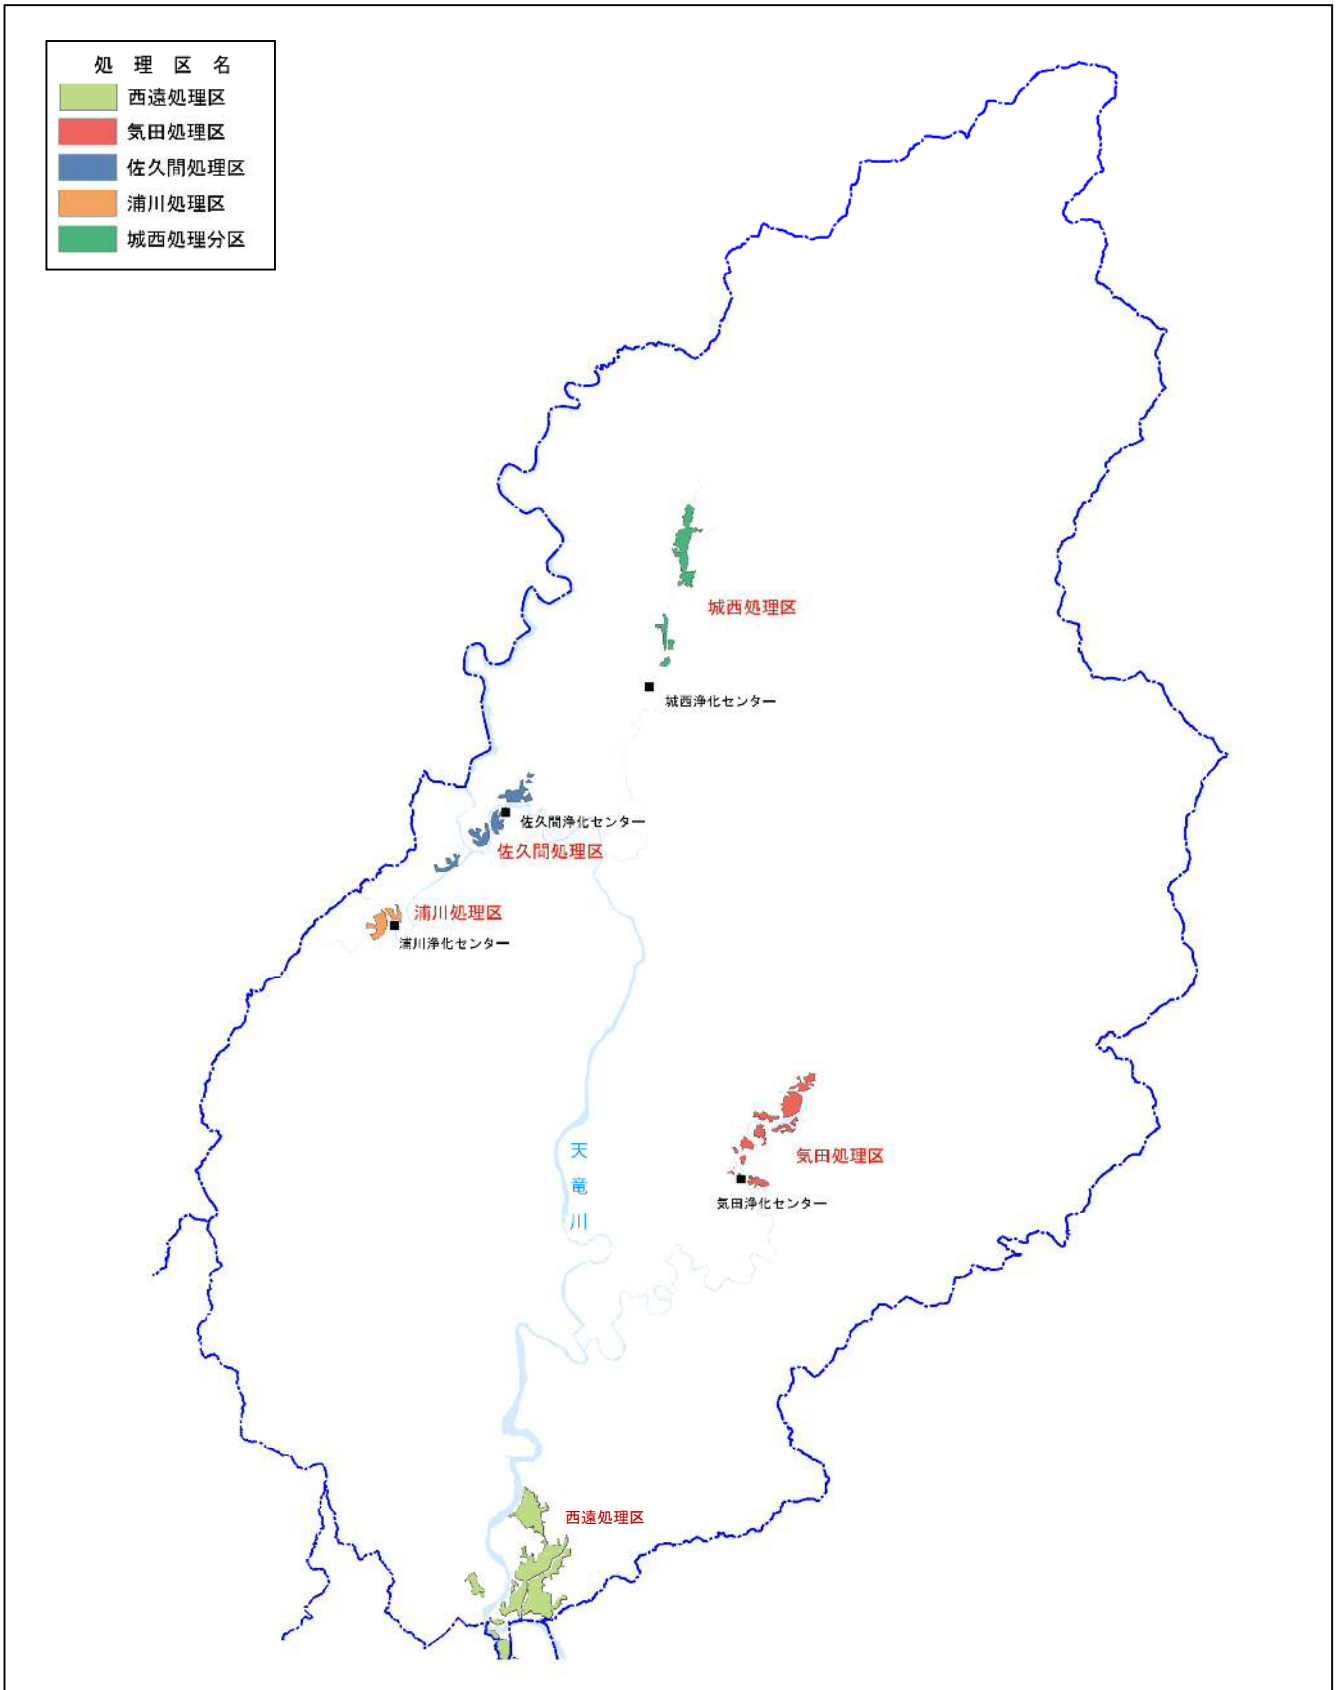 処理区名
西遠処理区
気田処理区
佐久間処理区
浦川処理区
城西処理分区
城西処理区
城西浄化センター
佐久間浄化センター
佐久間処理区
浦川処理区
浦川浄化センター
天竜川
気田処理区
気田浄化センター
西遠処理区